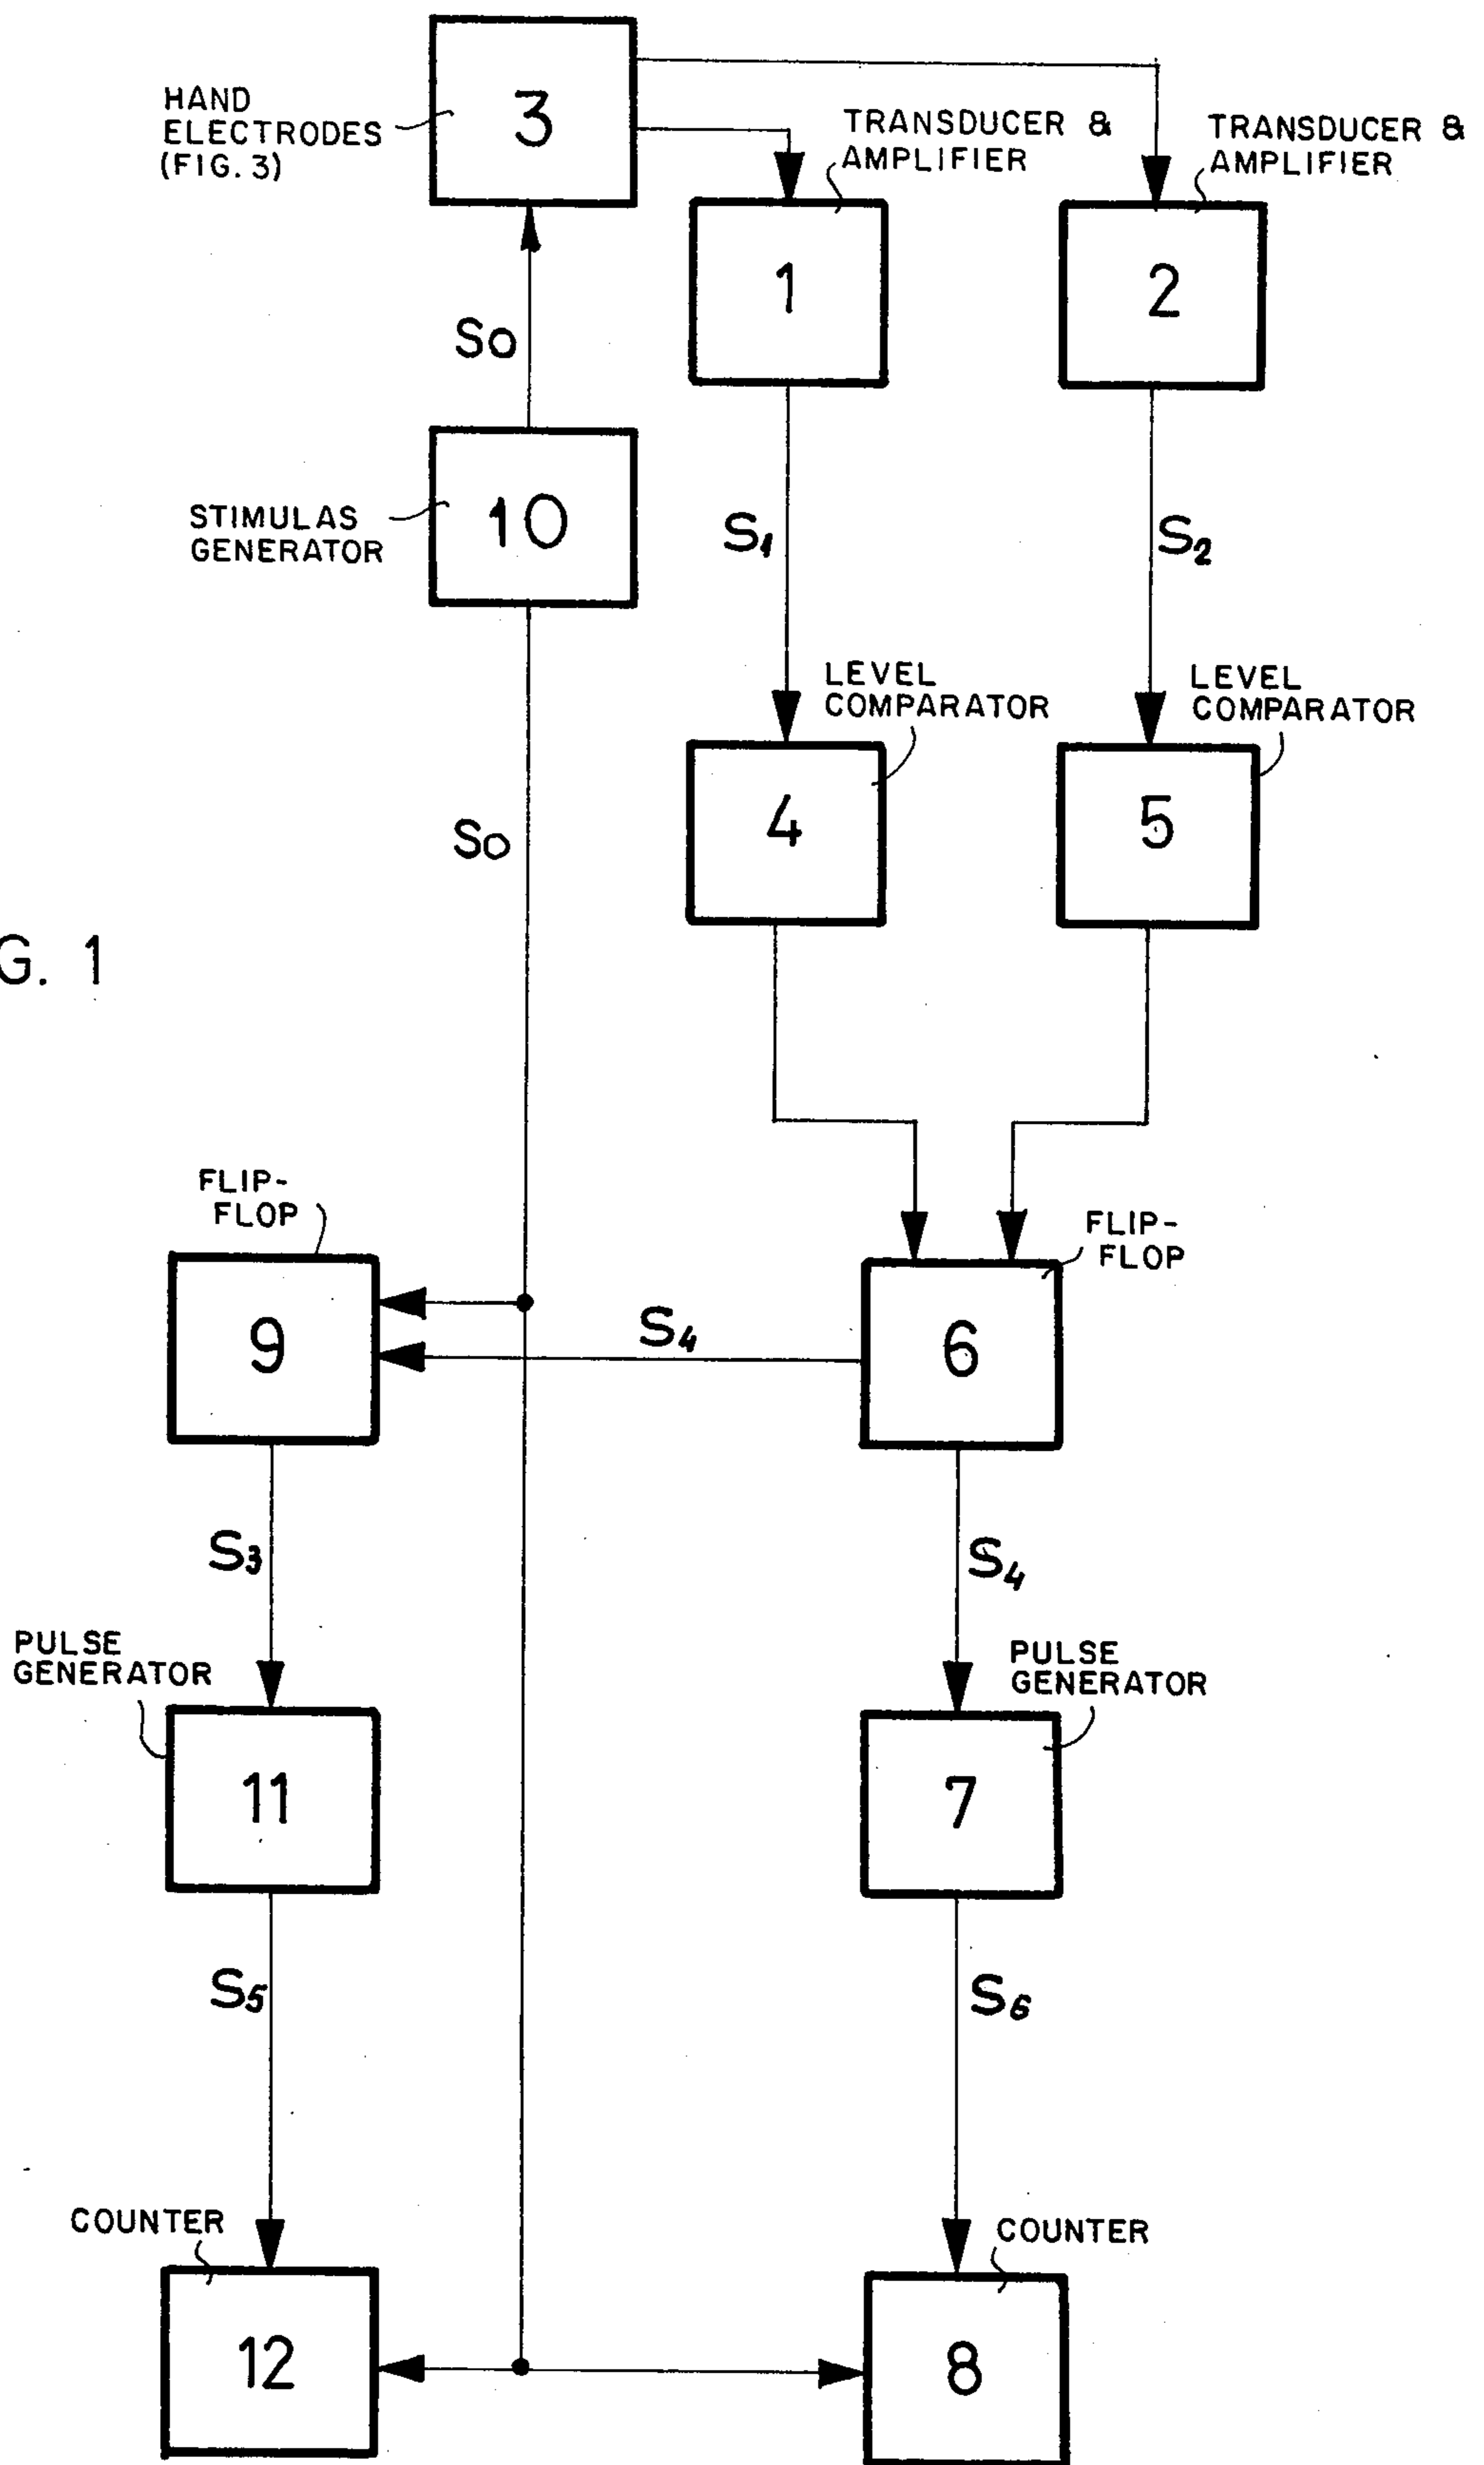 3
HAND
ELECTRODES
(FIG. 3)
TRANSDUCER &
AMPLIFIER
TRANSDUCER &
AMPLIFIER
1
2
So
STIMULAS
GENERATOR
10
S1
S2
LEVEL
COMPARATOR
LEVEL
COMPARATOR
4
5
So
G. 1
FLIP-
FLOP
FLIP-
FLOP
9
S4
6
S3
S4
PULSE
GENERATOR
PULSE
GENERATOR
11
7
S5
S6
COUNTER
COUNTER
12
8